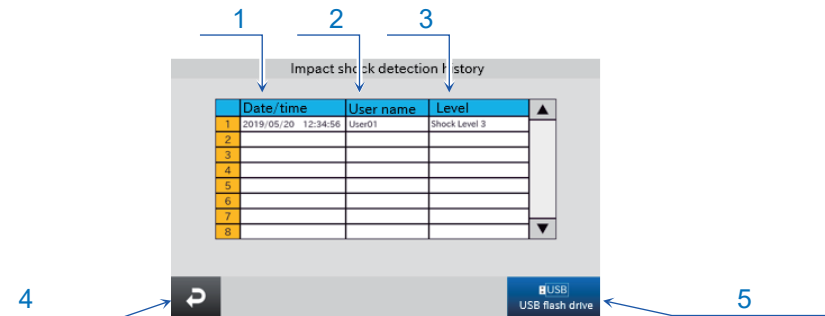 1 2 3
Impact shock detection history
Date/time User name Level
1 2019/05/20 12:34:56 User01 Shock Level 3
2
3
4
5
6
7
8
4
USB
USB flash drive
5